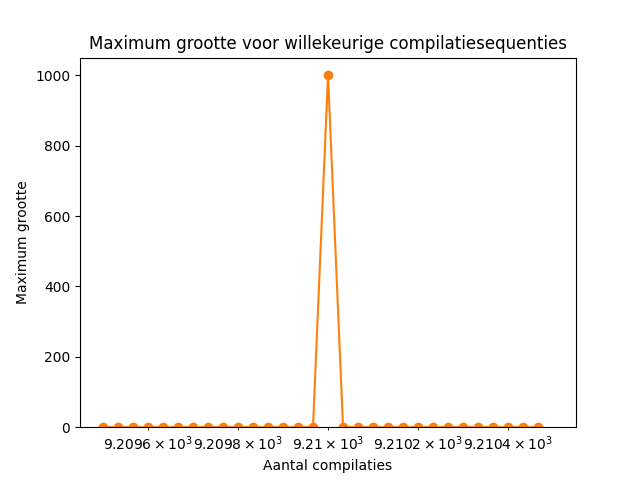 Maximum grootte voor willekeurige compilatiesequenties
1000
800
600
400
200
0
Maximum grootte
9.2096 × 10³ 9.2098 × 10³ 9.21 × 10³ 9.2102 × 10³ 9.2104 × 10³
Aantal compilaties